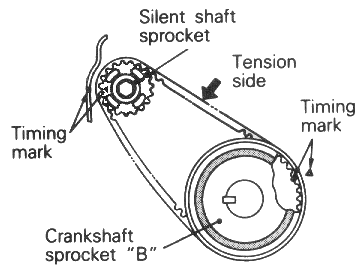 Silent shaft
sprocket
Tension
side
Timing
mark
Timing
mark
Crankshaft
sprocket "B"